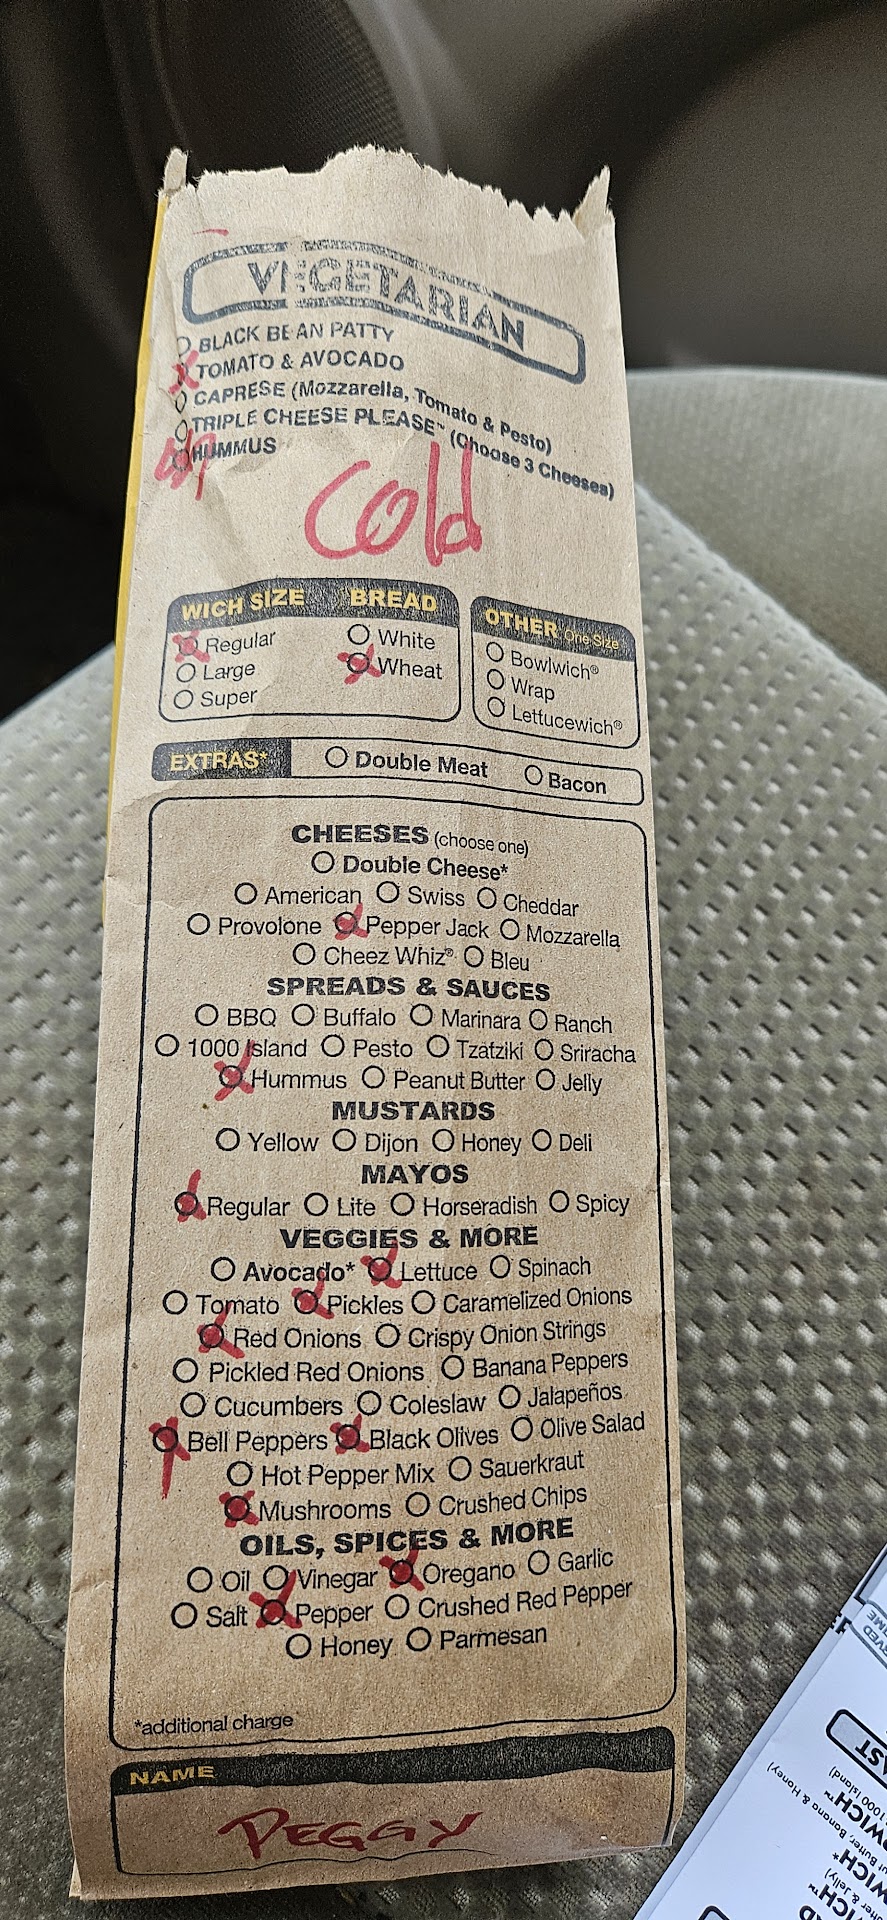 VEGETARIAN
BLACK BEAN PATTY
TOMATO & AVOCADO
CAPRESE (Mozzarella, Tomato & Pesto)
TRIPLE CHEESE PLEASE™ (Choose 3 Cheeses)
HUMMUS
Cold
WICH SIZE BREAD
Regular White
Large Wheat
Super
OTHER One Size
Bowlwich®
Wrap
Lettucewich®
EXTRAS* Double Meat Bacon
CHEESES (choose one)
Double Cheese*
American Swiss Cheddar
Provolone Pepper Jack Mozzarella
Cheez Whiz® Bleu
SPREADS & SAUCES
BBQ Buffalo Marinara Ranch
1000 Island Pesto Tzatziki Sriracha
Hummus Peanut Butter Jelly
MUSTARDS
Yellow Dijon Honey Deli
MAYOS
Regular Lite Horseradish Spicy
VEGGIES & MORE
Avocado* Lettuce Spinach
Tomato Pickles Caramelized Onions
Red Onions Crispy Onion Strings
Pickled Red Onions Banana Peppers
Cucumbers Coleslaw Jalapeños
Bell Peppers Black Olives Olive Salad
Hot Pepper Mix Sauerkraut
Mushrooms Crushed Chips
OILS, SPICES & MORE
Oil Vinegar Oregano Garlic
Salt Pepper Crushed Red Pepper
Honey Parmesan
*additional charge
NAME
PEGGY